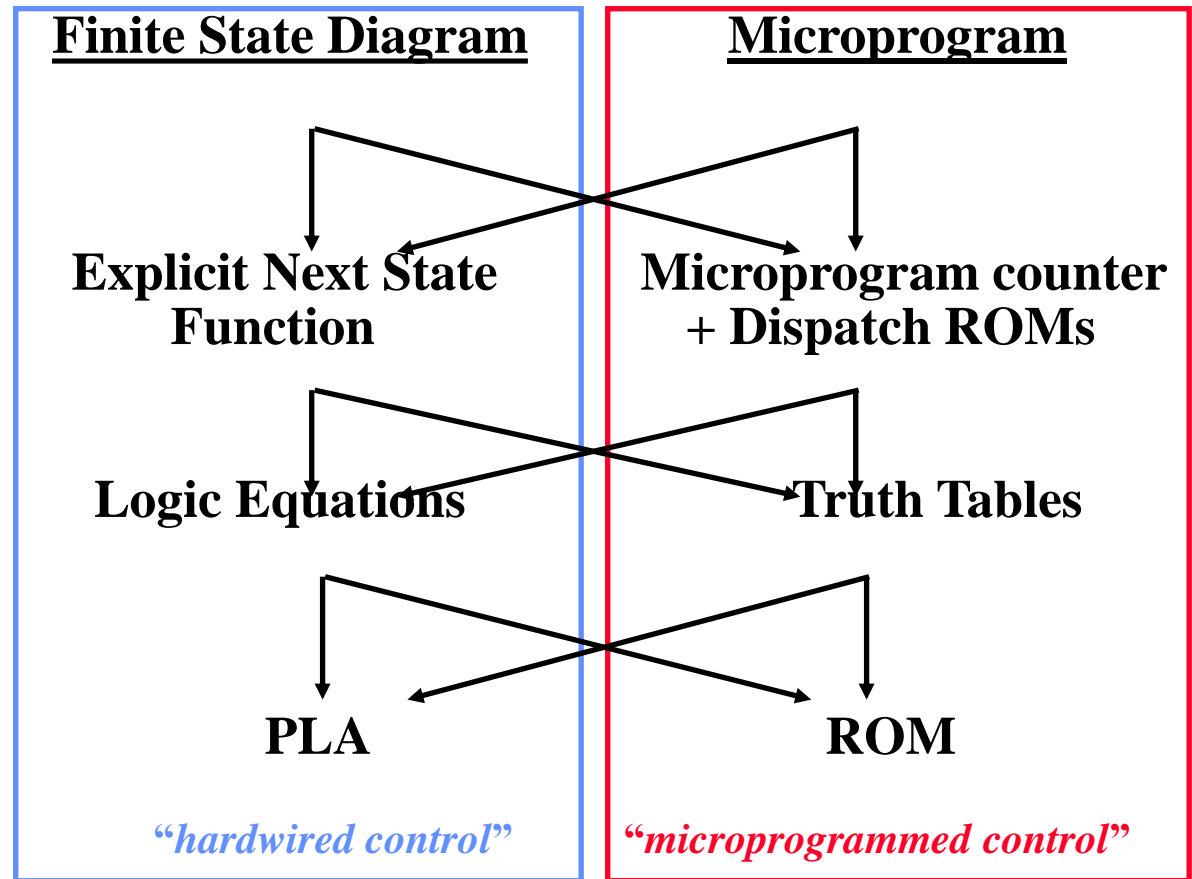 Finite State Diagram
Microprogram
Explicit Next State
Function
Microprogram counter
+ Dispatch ROMs
Logic Equations
Truth Tables
PLA
ROM
“hardwired control”
“microprogrammed control”